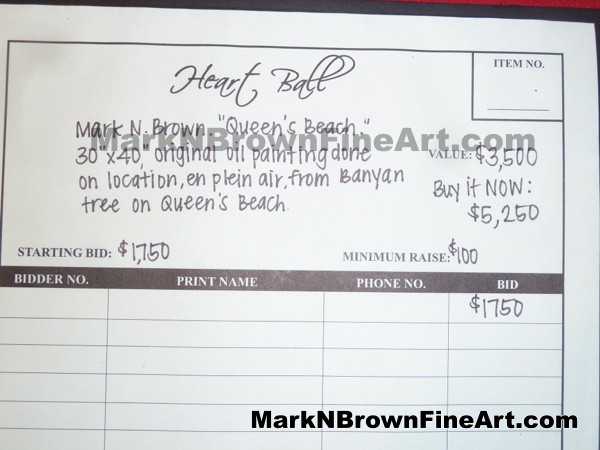 Heart Ball
ITEM NO.
Mark N. Brown "Queen's Beach."
MarkNBrownFineArt.com
30"x40," original oil painting done
on location, en plein air, from Banyan
tree on Queen's Beach.
VALUE: $3,500
Buy it NOW:
$5,250
STARTING BID: $1,750
MINIMUM RAISE: $100
BIDDER NO. PRINT NAME PHONE NO. BID
$1750
MarkNBrownFineArt.com